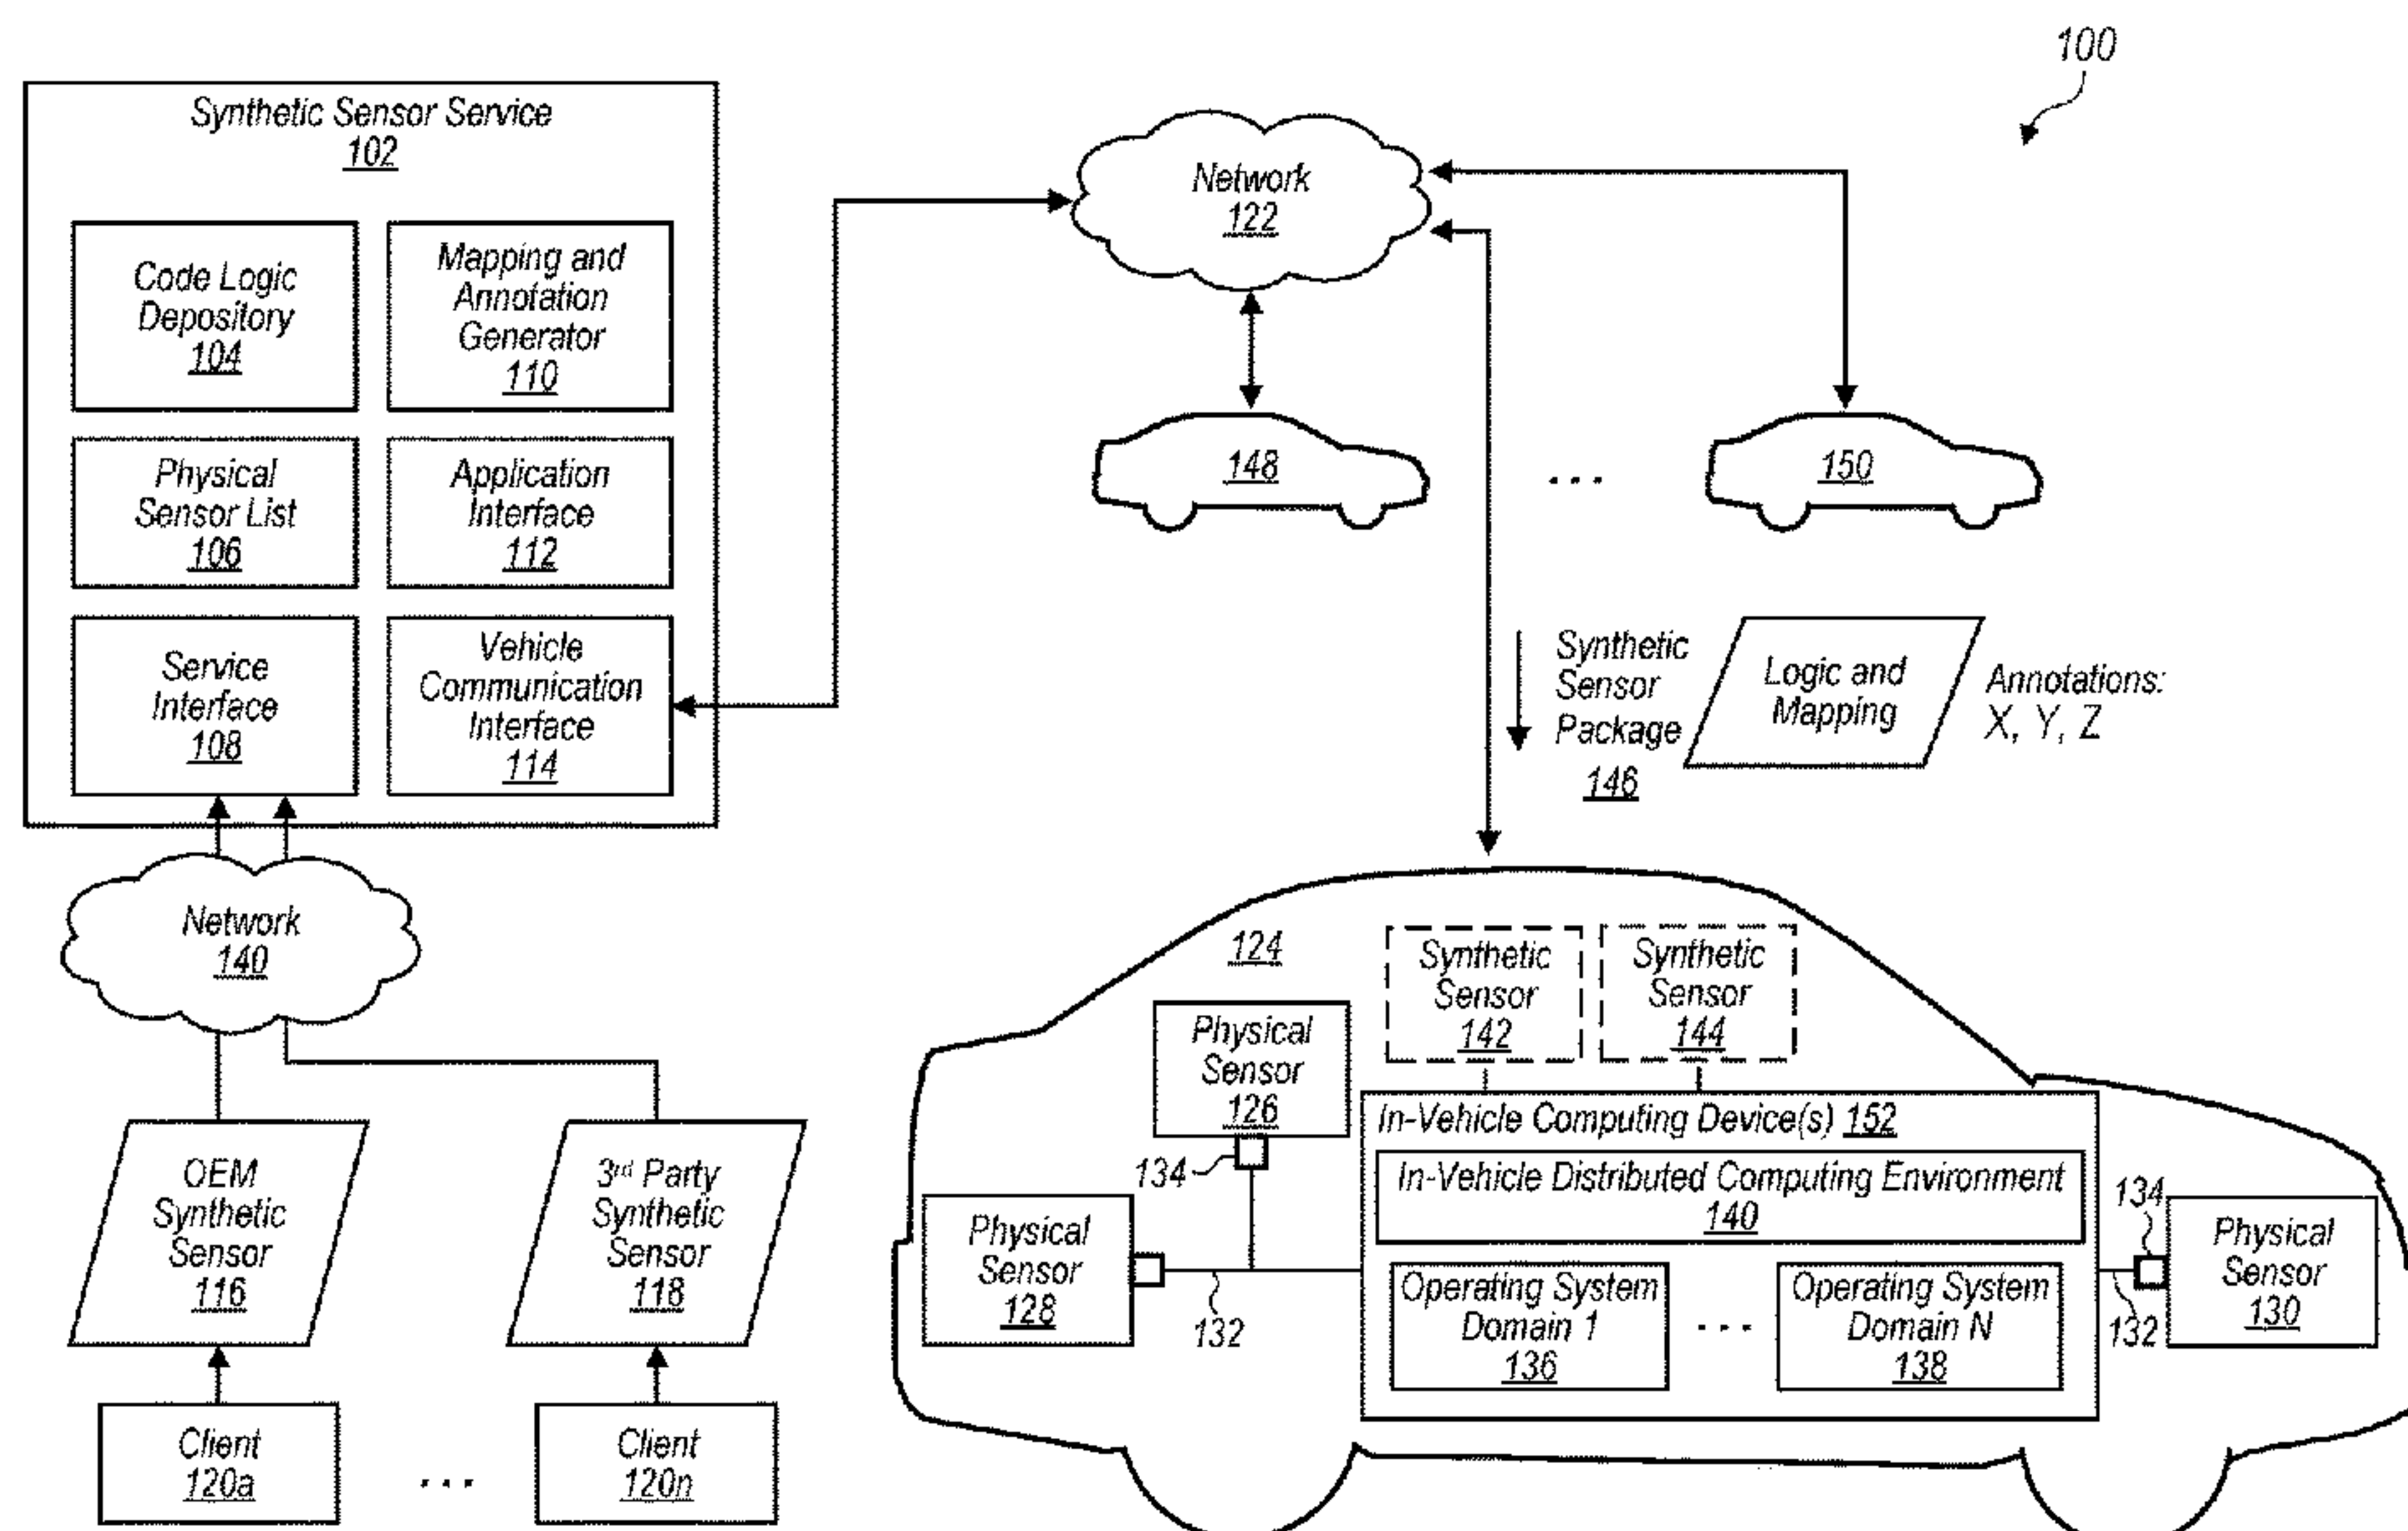 100
Synthetic Sensor Service
102
Code Logic
Depository
104
Mapping and
Annotation
Generator
110
Physical
Sensor List
106
Application
Interface
112
Service
Interface
108
Vehicle
Communication
Interface
114
Network
122
148
...
150
Synthetic
Sensor
Package
146
Logic and
Mapping
Annotations:
X, Y, Z
Network
140
OEM
Synthetic
Sensor
116
3rd Party
Synthetic
Sensor
118
Client
120a
...
Client
120n
124
Synthetic
Sensor
142
Synthetic
Sensor
144
Physical
Sensor
126
134
Physical
Sensor
128
132
In-Vehicle Computing Device(s) 152
In-Vehicle Distributed Computing Environment
140
Operating System
Domain 1
136
...
Operating System
Domain N
138
134
132
Physical
Sensor
130